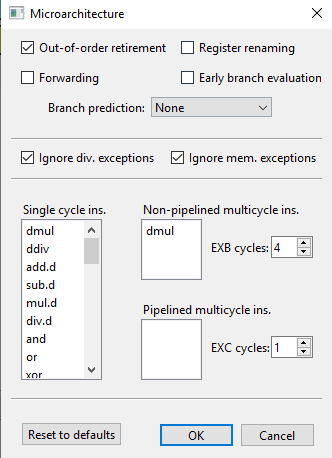 Microarchitecture
Out-of-order retirement
Register renaming
Forwarding
Early branch evaluation
Branch prediction: None
Ignore div. exceptions
Ignore mem. exceptions
Single cycle ins.
dmul
ddiv
add.d
sub.d
mul.d
div.d
and
or
xor
Non-pipelined multicycle ins.
dmul
EXB cycles: 4
Pipelined multicycle ins.
EXC cycles: 1
Reset to defaults
OK
Cancel